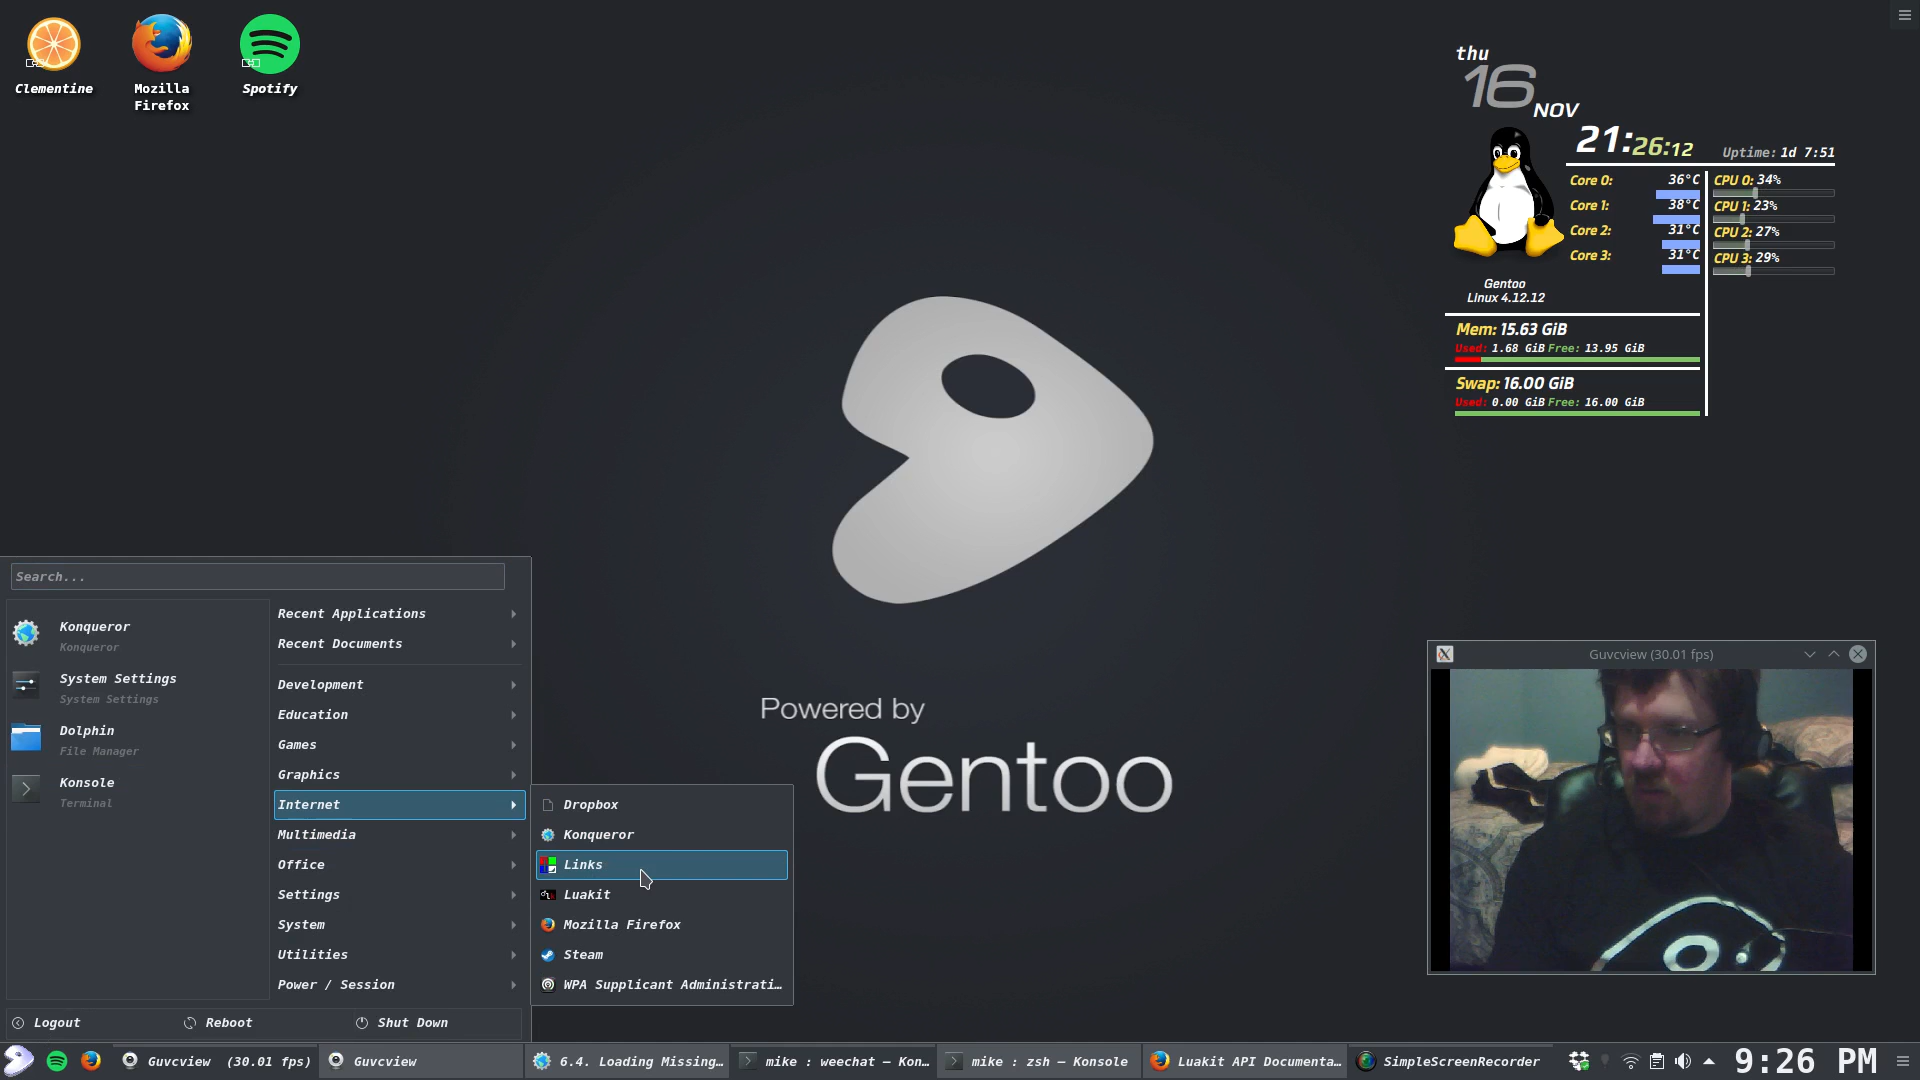 Clementine
Mozilla
Firefox
Spotify
thu
16
NOV
21:26:12
Uptime: 1d 7:51
Core 0: 36°C
CPU 0: 34%
Core 1: 38°C
CPU 1: 23%
Core 2: 31°C
CPU 2: 27%
Core 3: 31°C
CPU 3: 29%
Gentoo
Linux 4.12.12
Mem: 15.63 GiB
Used: 1.68 GiB Free: 13.95 GiB
Swap: 16.00 GiB
Used: 0.00 GiB Free: 16.00 GiB
Powered by
Gentoo
Search...
Konqueror
Konqueror
System Settings
System Settings
Dolphin
File Manager
Konsole
Terminal
Recent Applications
Recent Documents
Development
Education
Games
Graphics
Internet
Multimedia
Office
Settings
System
Utilities
Power / Session
Dropbox
Konqueror
Links
Luakit
Mozilla Firefox
Steam
WPA Supplicant Administrati…
Logout
Reboot
Shut Down
Guvcview (30.01 fps)
Guvcview (30.01 fps)
Guvcview
6.4. Loading Missing…
mike : weechat — Kon…
mike : zsh — Konsole
Luakit API Documenta…
SimpleScreenRecorder
9:26 PM